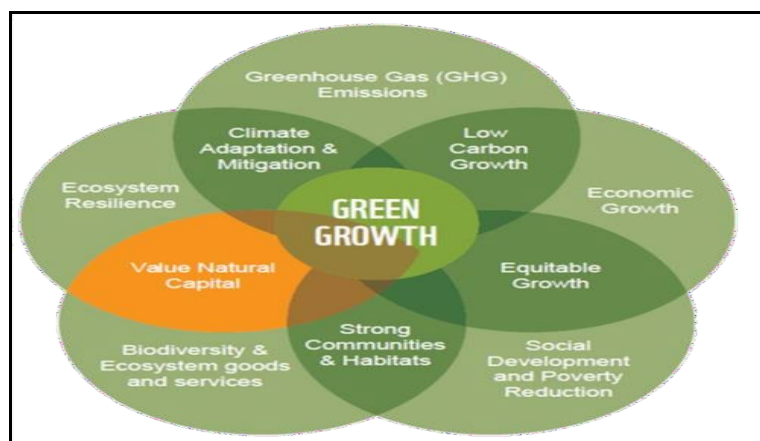 Greenhouse Gas (GHG)
Emissions
Climate
Adaptation &
Mitigation
Low
Carbon
Growth
Ecosystem
Resilience
GREEN
GROWTH
Economic
Growth
Value Natural
Capital
Equitable
Growth
Biodiversity &
Ecosystem goods
and services
Strong
Communities
& Habitats
Social
Development
and Poverty
Reduction